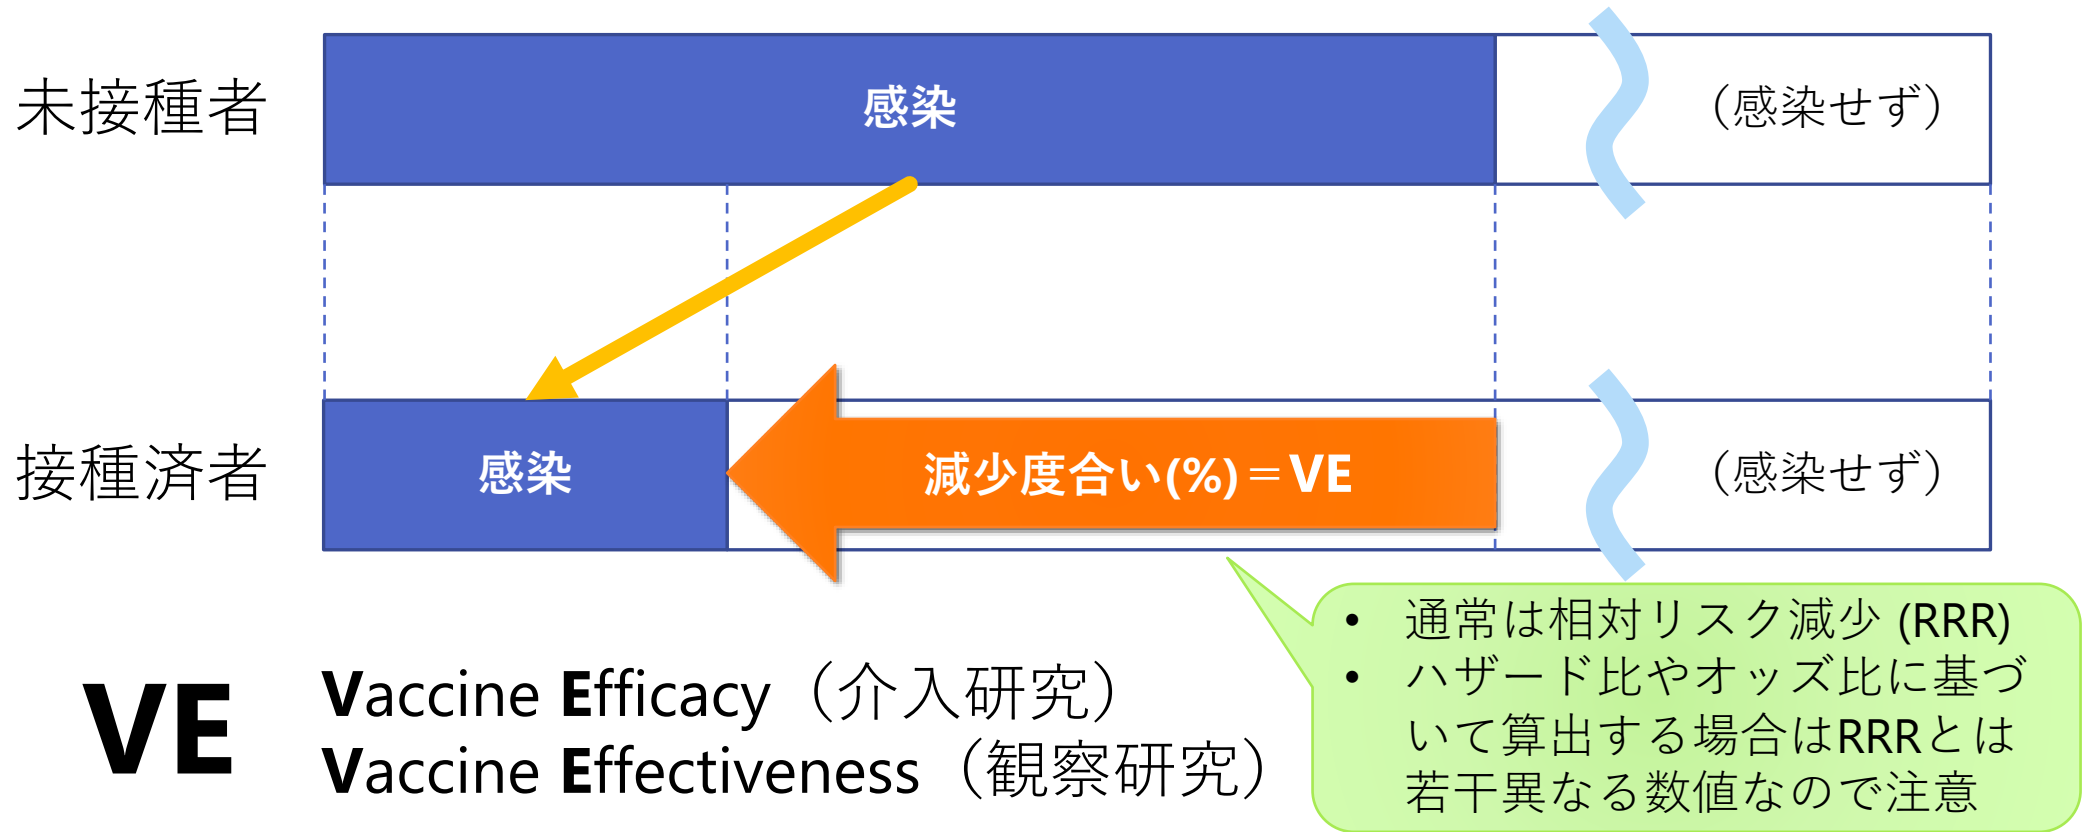 未接種者
感染
（感染せず）
接種済者
感染
減少度合い(%)＝VE
（感染せず）
VE
Vaccine Efficacy（介入研究）
Vaccine Effectiveness（観察研究）
• 通常は相対リスク減少 (RRR)
• ハザード比やオッズ比に基づ
いて算出する場合はRRRとは
若干異なる数値なので注意